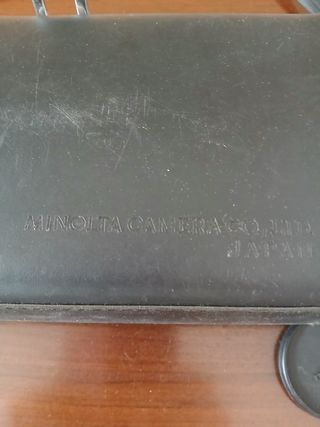 MINOLTA CAMERA CO., LTD.
JAPAN